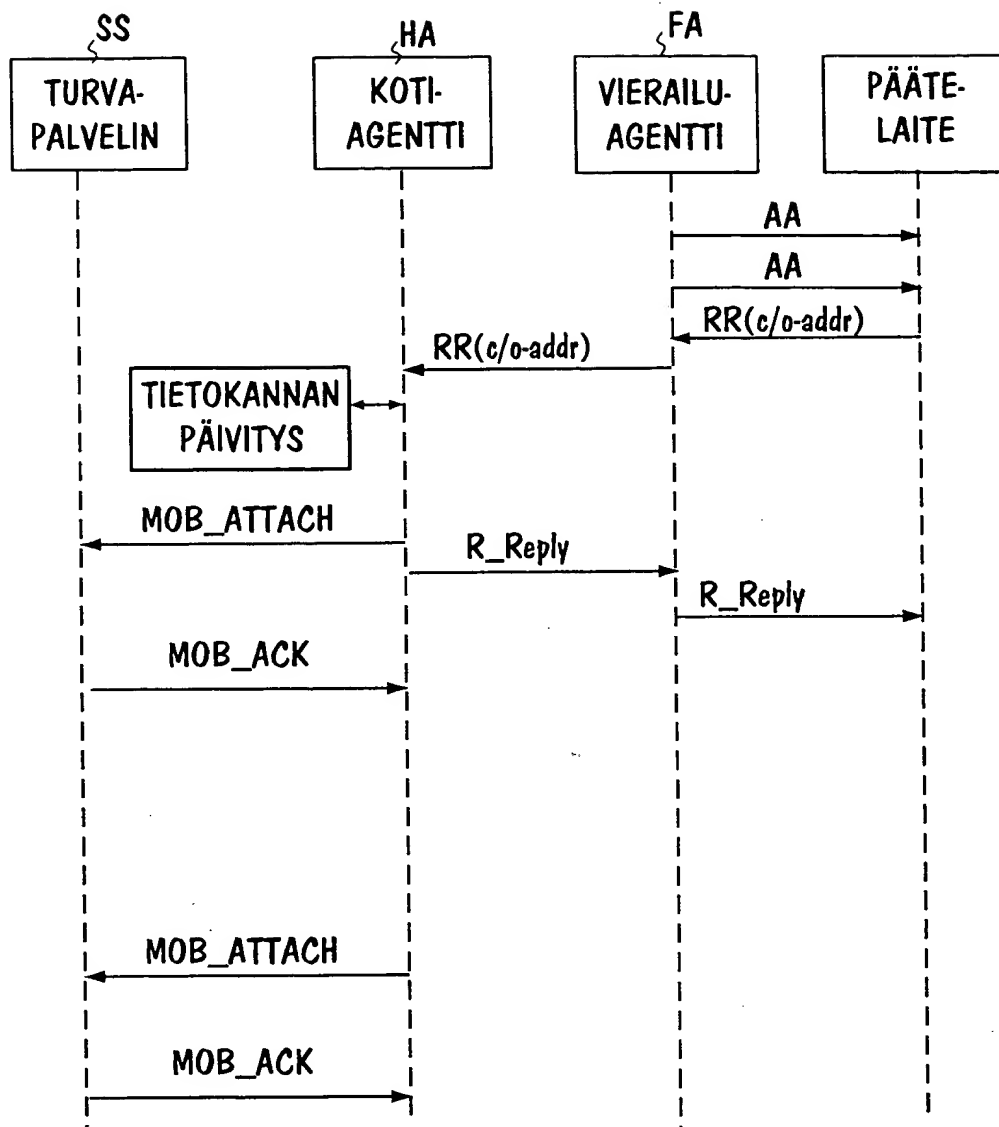 SS
HA
FA
TURVA-
PALVELIN
KOTI-
AGENTTI
VIERAILU-
AGENTTI
PÄÄTE-
LAITE
AA
AA
RR(c/o-addr)
RR(c/o-addr)
TIETOKANNAN
PÄIVITYS
MOB_ATTACH
R_Reply
R_Reply
MOB_ACK
MOB_ATTACH
MOB_ACK